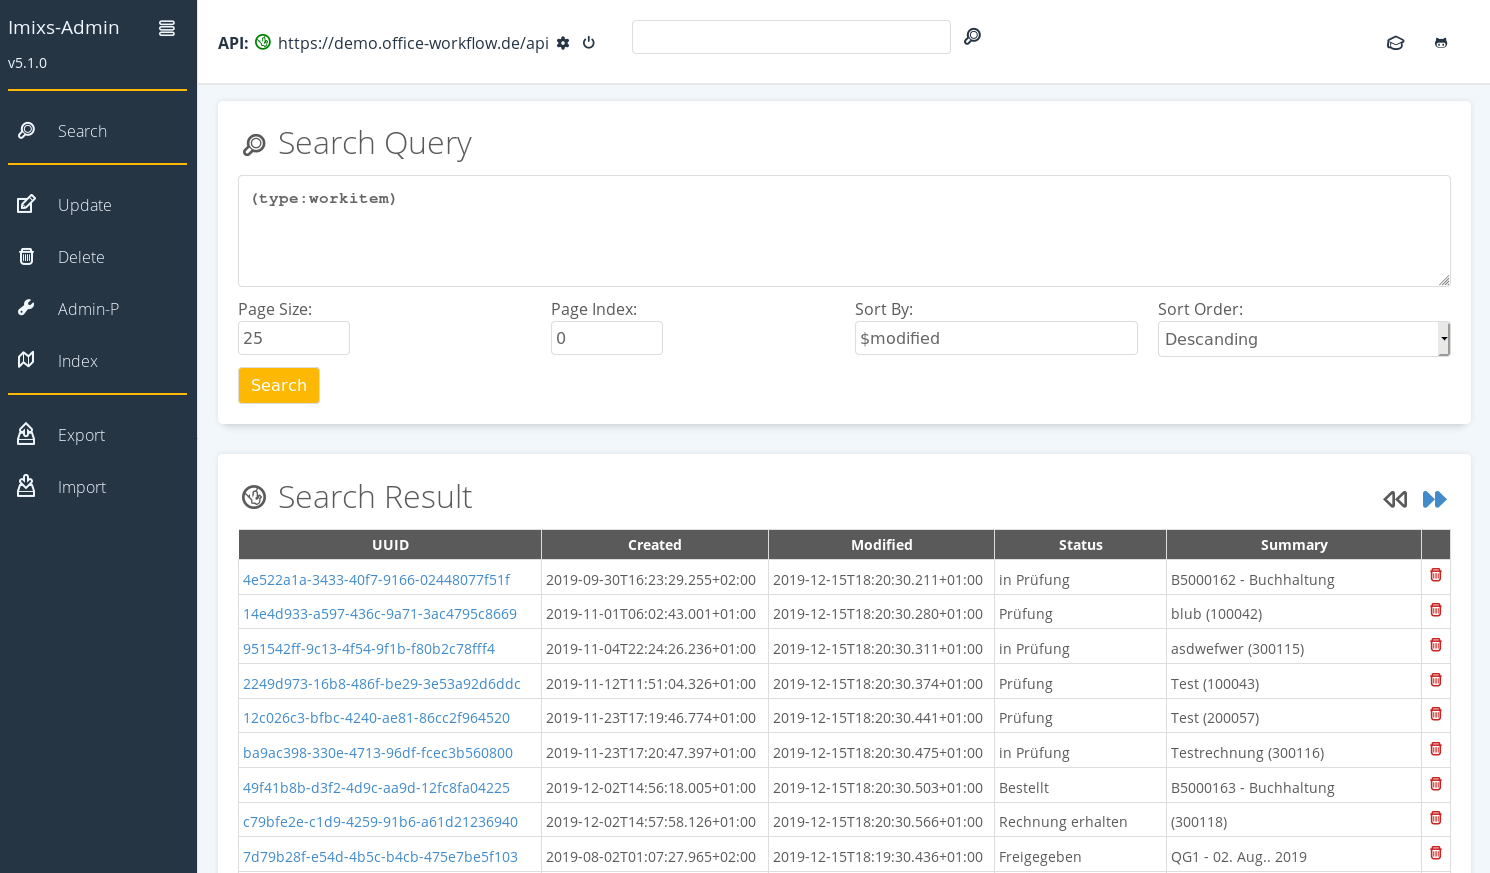 Imixs-Admin
v5.1.0
API: https://demo.office-workflow.de/api
Search
Update
Delete
Admin-P
Index
Export
Import
Search Query
(type:workitem)
Page Size: Page Index: Sort By: Sort Order:
25 0 $modified Descanding
Search
Search Result
UUID Created Modified Status Summary
4e522a1a-3433-40f7-9166-02448077f51f 2019-09-30T16:23:29.255+02:00 2019-12-15T18:20:30.211+01:00 in Prüfung B5000162 - Buchhaltung
14e4d933-a597-436c-9a71-3ac4795c8669 2019-11-01T06:02:43.001+01:00 2019-12-15T18:20:30.280+01:00 Prüfung blub (100042)
951542ff-9c13-4f54-9f1b-f80b2c78fff4 2019-11-04T22:24:26.236+01:00 2019-12-15T18:20:30.311+01:00 in Prüfung asdwefwer (300115)
2249d973-16b8-486f-be29-3e53a92d6ddc 2019-11-12T11:51:04.326+01:00 2019-12-15T18:20:30.374+01:00 Prüfung Test (100043)
12c026c3-bfbc-4240-ae81-86cc2f964520 2019-11-23T17:19:46.774+01:00 2019-12-15T18:20:30.441+01:00 Prüfung Test (200057)
ba9ac398-330e-4713-96df-fcec3b560800 2019-11-23T17:20:47.397+01:00 2019-12-15T18:20:30.475+01:00 in Prüfung Testrechnung (300116)
49f41b8b-d3f2-4d9c-aa9d-12fc8fa04225 2019-12-02T14:56:18.005+01:00 2019-12-15T18:20:30.503+01:00 Bestellt B5000163 - Buchhaltung
c79bfe2e-c1d9-4259-91b6-a61d21236940 2019-12-02T14:57:58.126+01:00 2019-12-15T18:20:30.566+01:00 Rechnung erhalten (300118)
7d79b28f-e54d-4b5c-b4cb-475e7be5f103 2019-08-02T01:07:27.965+02:00 2019-12-15T18:19:30.436+01:00 Freigegeben QG1 - 02. Aug.. 2019